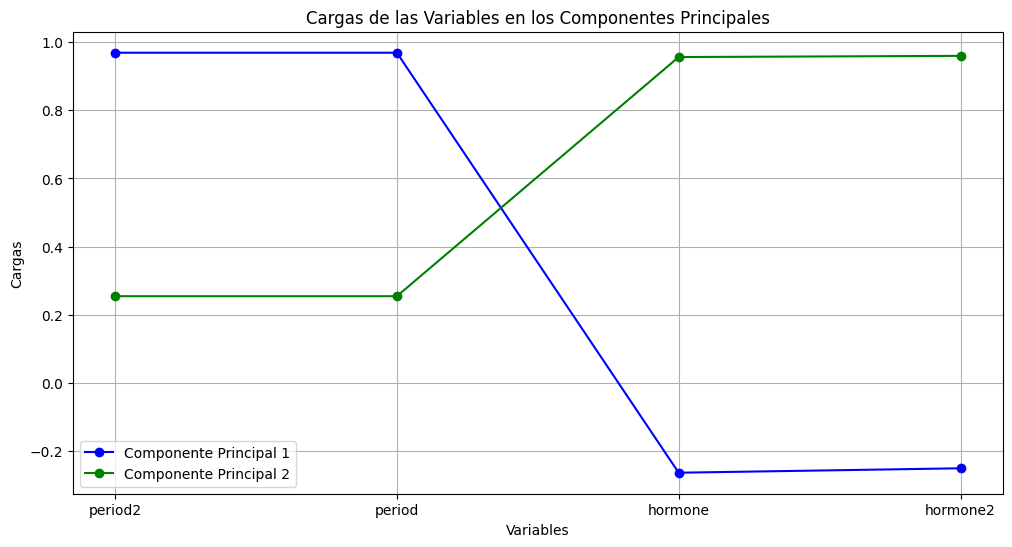 Cargas de las Variables en los Componentes Principales
1.0
0.8
0.6
0.4
0.2
0.0
−0.2
Cargas
Componente Principal 1
Componente Principal 2
period2 period hormone hormone2
Variables